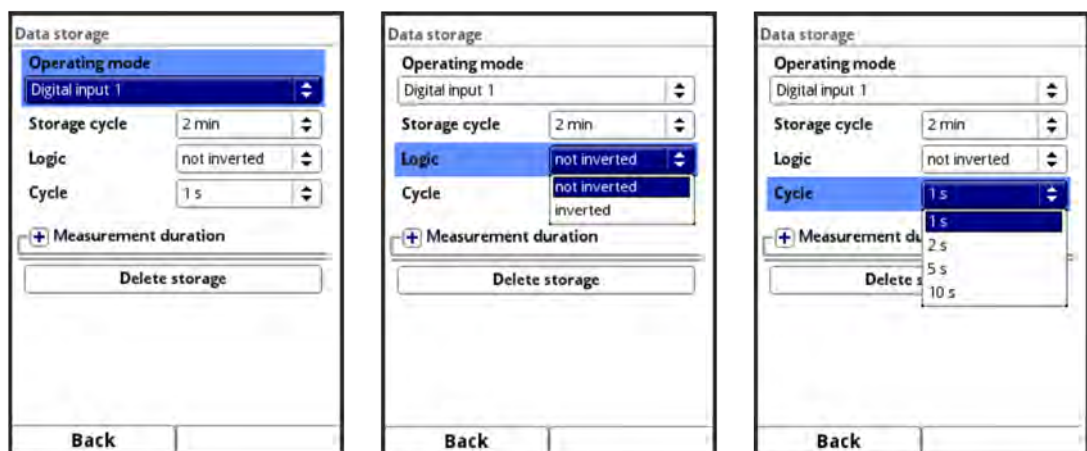 Data storage
Operating mode
Digital input 1
Storage cycle 2 min
Logic not inverted
Cycle 1 s
Measurement duration
Delete storage
Back
Data storage
Operating mode
Digital input 1
Storage cycle 2 min
Logic not inverted
not inverted
Cycle
inverted
Measurement duration
Delete storage
Back
Data storage
Operating mode
Digital input 1
Storage cycle 2 min
Logic not inverted
Cycle 1 s
1 s
Measurement du
2 s
5 s
Delete s
10 s
Back